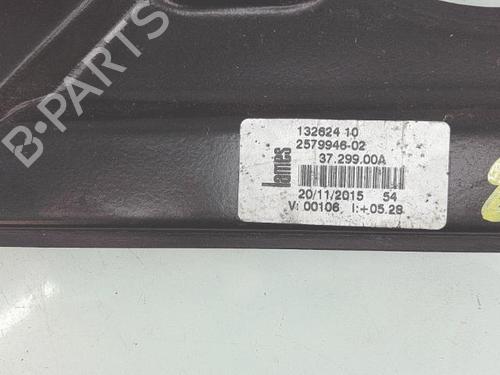 B-PARTS
132624 10
2579946-02
37.299.00A
lames
20/11/2015 54
V: 00106 I:+05.28